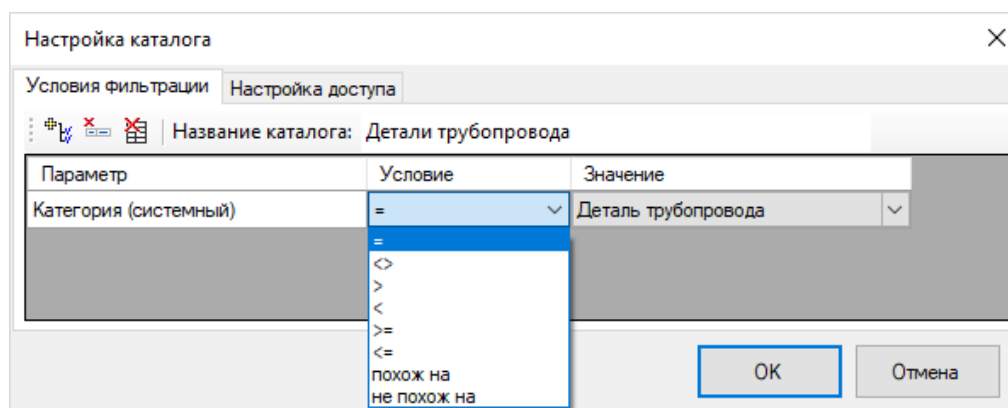 Настройка каталога
Условия фильтрации Настройка доступа
Название каталога: Детали трубопровода
Параметр Условие Значение
Категория (системный) = Деталь трубопровода
=
<>
>
<
>=
<=
похож на
не похож на
OK Отмена